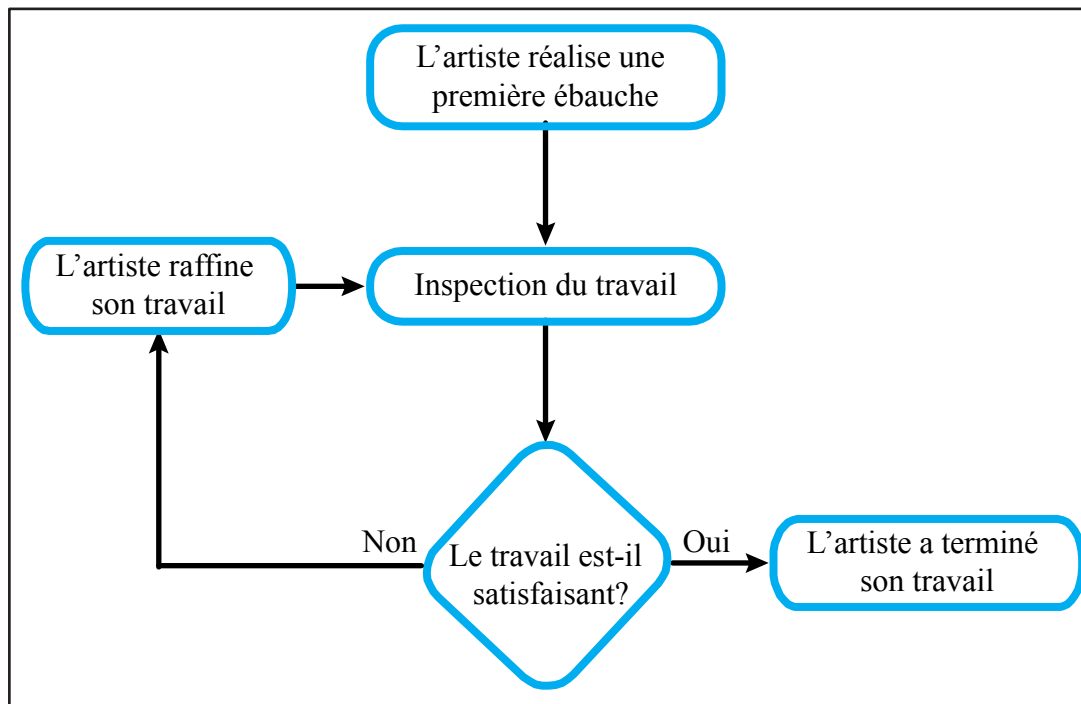 L’artiste réalise une
première ébauche
L’artiste raffine
son travail
Inspection du travail
Non
Le travail est-il
satisfaisant?
Oui
L’artiste a terminé
son travail